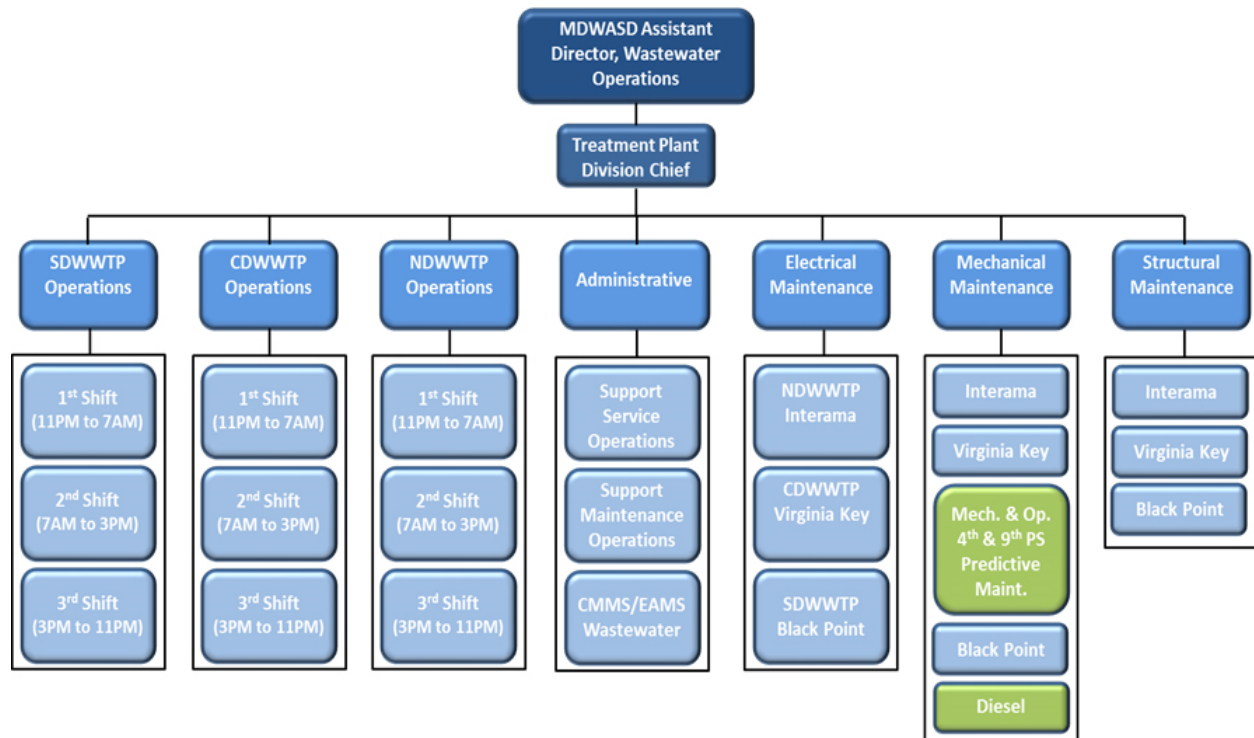 MDWASD Assistant
Director, Wastewater
Operations
Treatment Plant
Division Chief
SDWWTP
Operations
CDWWTP
Operations
NDWWTP
Operations
Administrative
Electrical
Maintenance
Mechanical
Maintenance
Structural
Maintenance
1st Shift
(11PM to 7AM)
2nd Shift
(7AM to 3PM)
3rd Shift
(3PM to 11PM)
1st Shift
(11PM to 7AM)
2nd Shift
(7AM to 3PM)
3rd Shift
(3PM to 11PM)
1st Shift
(11PM to 7AM)
2nd Shift
(7AM to 3PM)
3rd Shift
(3PM to 11PM)
Support
Service
Operations
Support
Maintenance
Operations
CMMS/EAMS
Wastewater
NDWWTP
Interama
CDWWTP
Virginia Key
SDWWTP
Black Point
Interama
Virginia Key
Mech. & Op.
4th & 9th PS
Predictive
Maint.
Black Point
Diesel
Interama
Virginia Key
Black Point